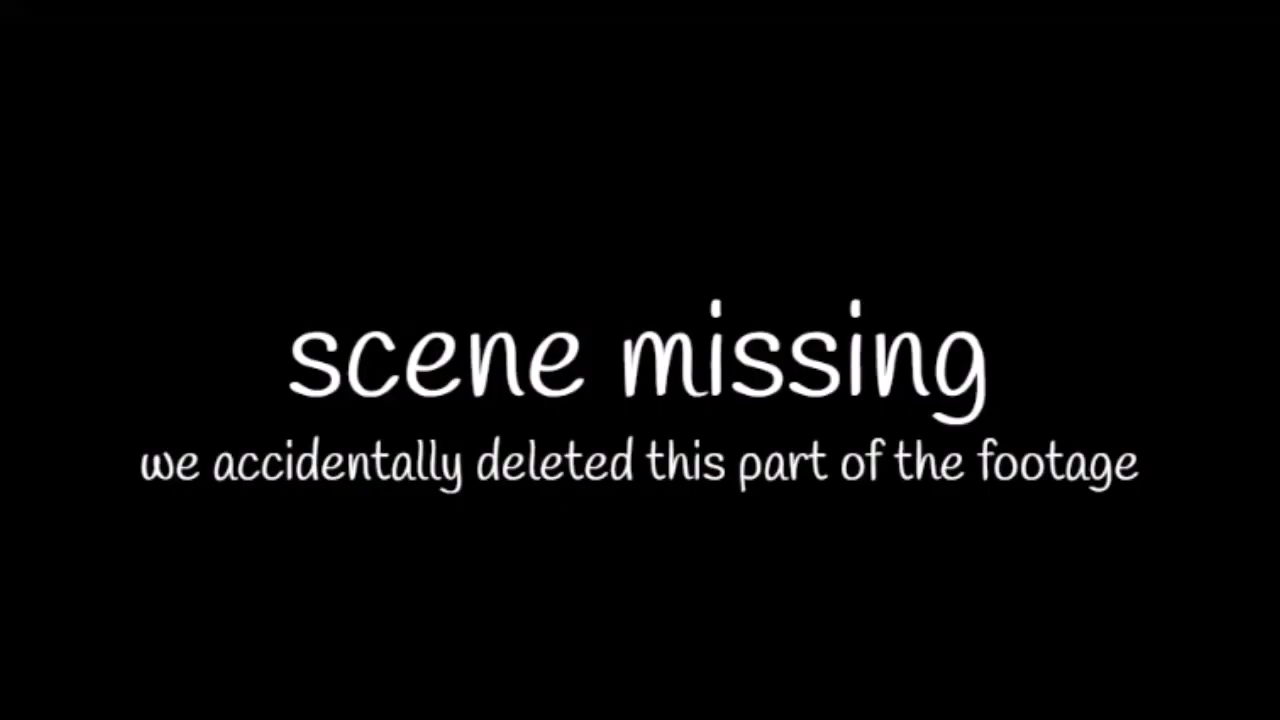 scene missing
we accidentally deleted this part of the footage